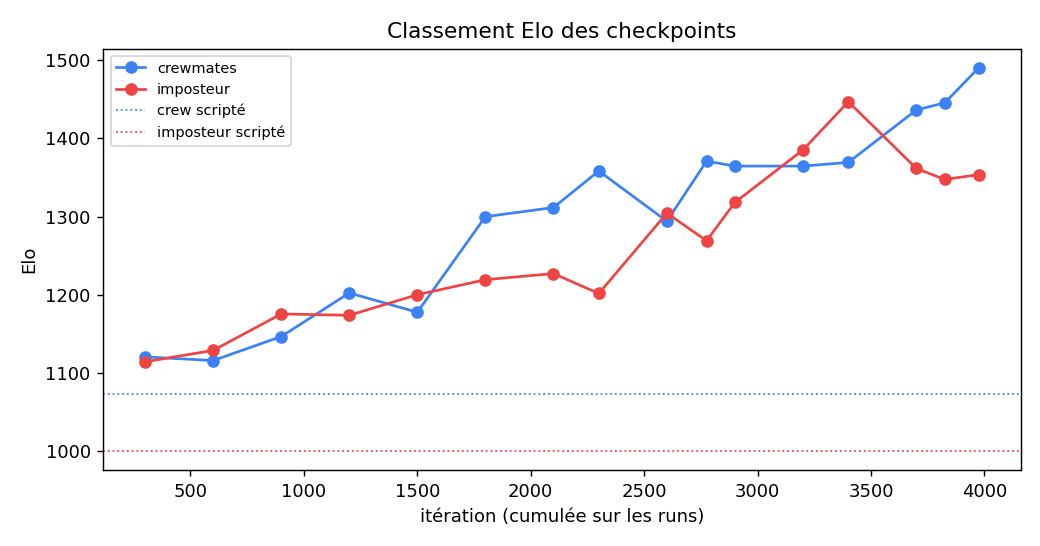 Classement Elo des checkpoints
crewmates
imposteur
crew scripté
imposteur scripté
Elo
1500
1400
1300
1200
1100
1000
500 1000 1500 2000 2500 3000 3500 4000
itération (cumulée sur les runs)